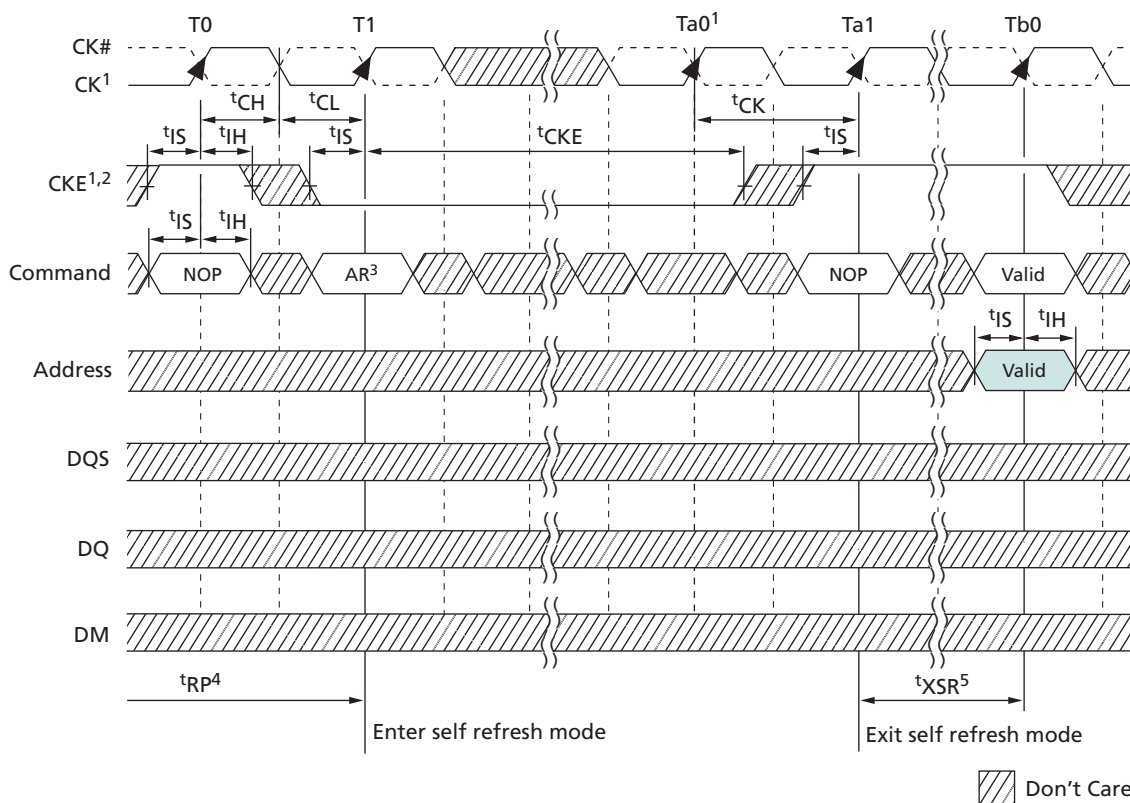 T0 T1 Ta0¹ Ta1 Tb0
CK#
CK¹
tCH tCL tCK
tIS tIH tIS tCKE tIS
CKE¹,²
tIS tIH
Command NOP AR³ NOP Valid
tIS tIH
Address Valid
DQS
DQ
DM
tRP⁴ tXSR⁵
Enter self refresh mode Exit self refresh mode
Don't Care